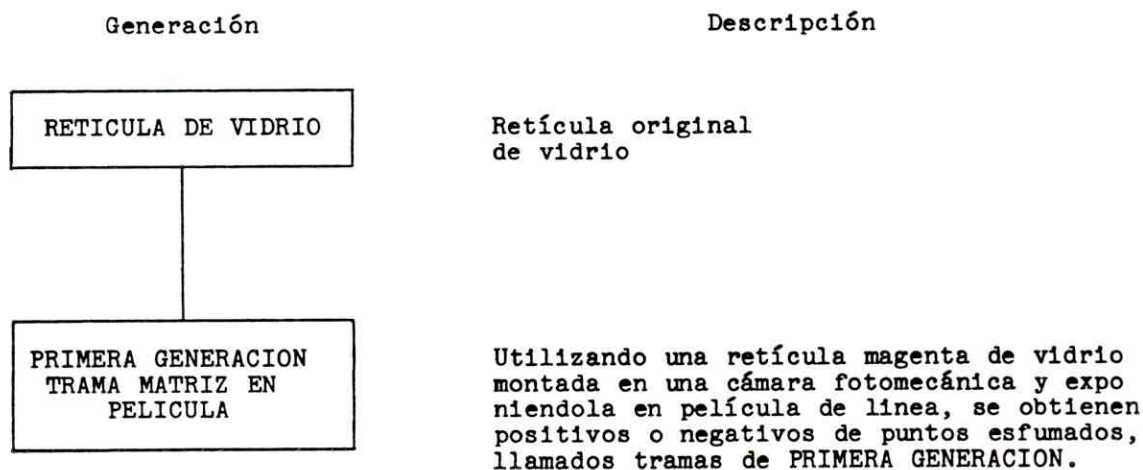 Generación
Descripción
RETICULA DE VIDRIO
Retícula original
de vidrio
PRIMERA GENERACION
TRAMA MATRIZ EN
PELICULA
Utilizando una retícula magenta de vidrio
montada en una cámara fotomecánica y expo
niendola en película de linea, se obtienen
positivos o negativos de puntos esfumados,
llamados tramas de PRIMERA GENERACION.